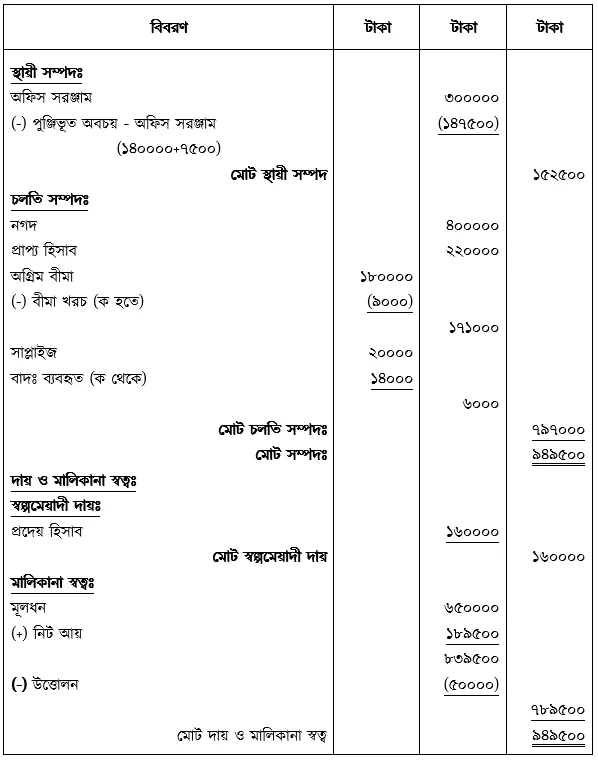 বিবরণ টাকা টাকা টাকা
স্থায়ী সম্পদঃ
অফিস সরঞ্জাম ৩০০০০০
(-) পুঞ্জিভূত অবচয় - অফিস সরঞ্জাম (১৪৭৫০০)
(১৪০০০০+৭৫০০)
মোট স্থায়ী সম্পদ ১৫২৫০০
চলতি সম্পদঃ
নগদ ৪০০০০০
প্রাপ্য হিসাব ২২০০০০
অগ্রিম বীমা ১৮০০০০
(-) বীমা খরচ (ক হতে) (৯০০০)
১৭১০০০
সাপ্লাইজ ২০০০০
বাদঃ ব্যবহৃত (ক থেকে) ১৪০০০
৬০০০
মোট চলতি সম্পদঃ ৭৯৭০০০
মোট সম্পদঃ ৯৪৯৫০০
দায় ও মালিকানা স্বত্বঃ
স্বল্পমেয়াদী দায়ঃ
প্রদেয় হিসাব ১৬০০০০
মোট স্বল্পমেয়াদী দায় ১৬০০০০
মালিকানা স্বত্বঃ
মূলধন ৬৫০০০০
(+) নিট আয় ১৮৯৫০০
৮৩৯৫০০
(-) উত্তোলন (৫০০০০)
৭৮৯৫০০
মোট দায় ও মালিকানা স্বত্ব ৯৪৯৫০০